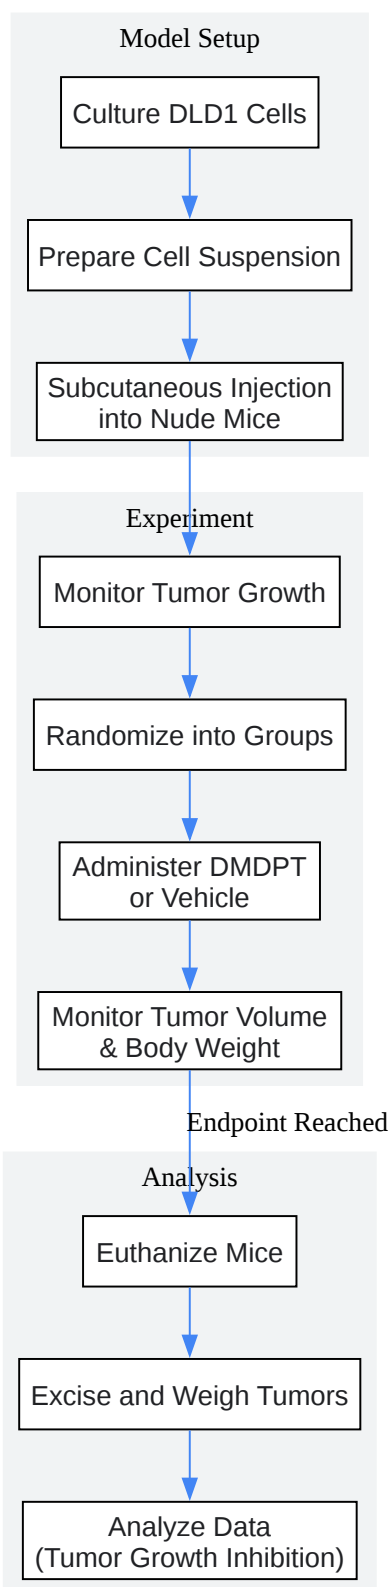 Model Setup
Culture DLD1 Cells
Prepare Cell Suspension
Subcutaneous Injection
into Nude Mice
Experiment
Monitor Tumor Growth
Randomize into Groups
Administer DMDPT
or Vehicle
Monitor Tumor Volume
& Body Weight
Endpoint Reached
Analysis
Euthanize Mice
Excise and Weigh Tumors
Analyze Data
(Tumor Growth Inhibition)